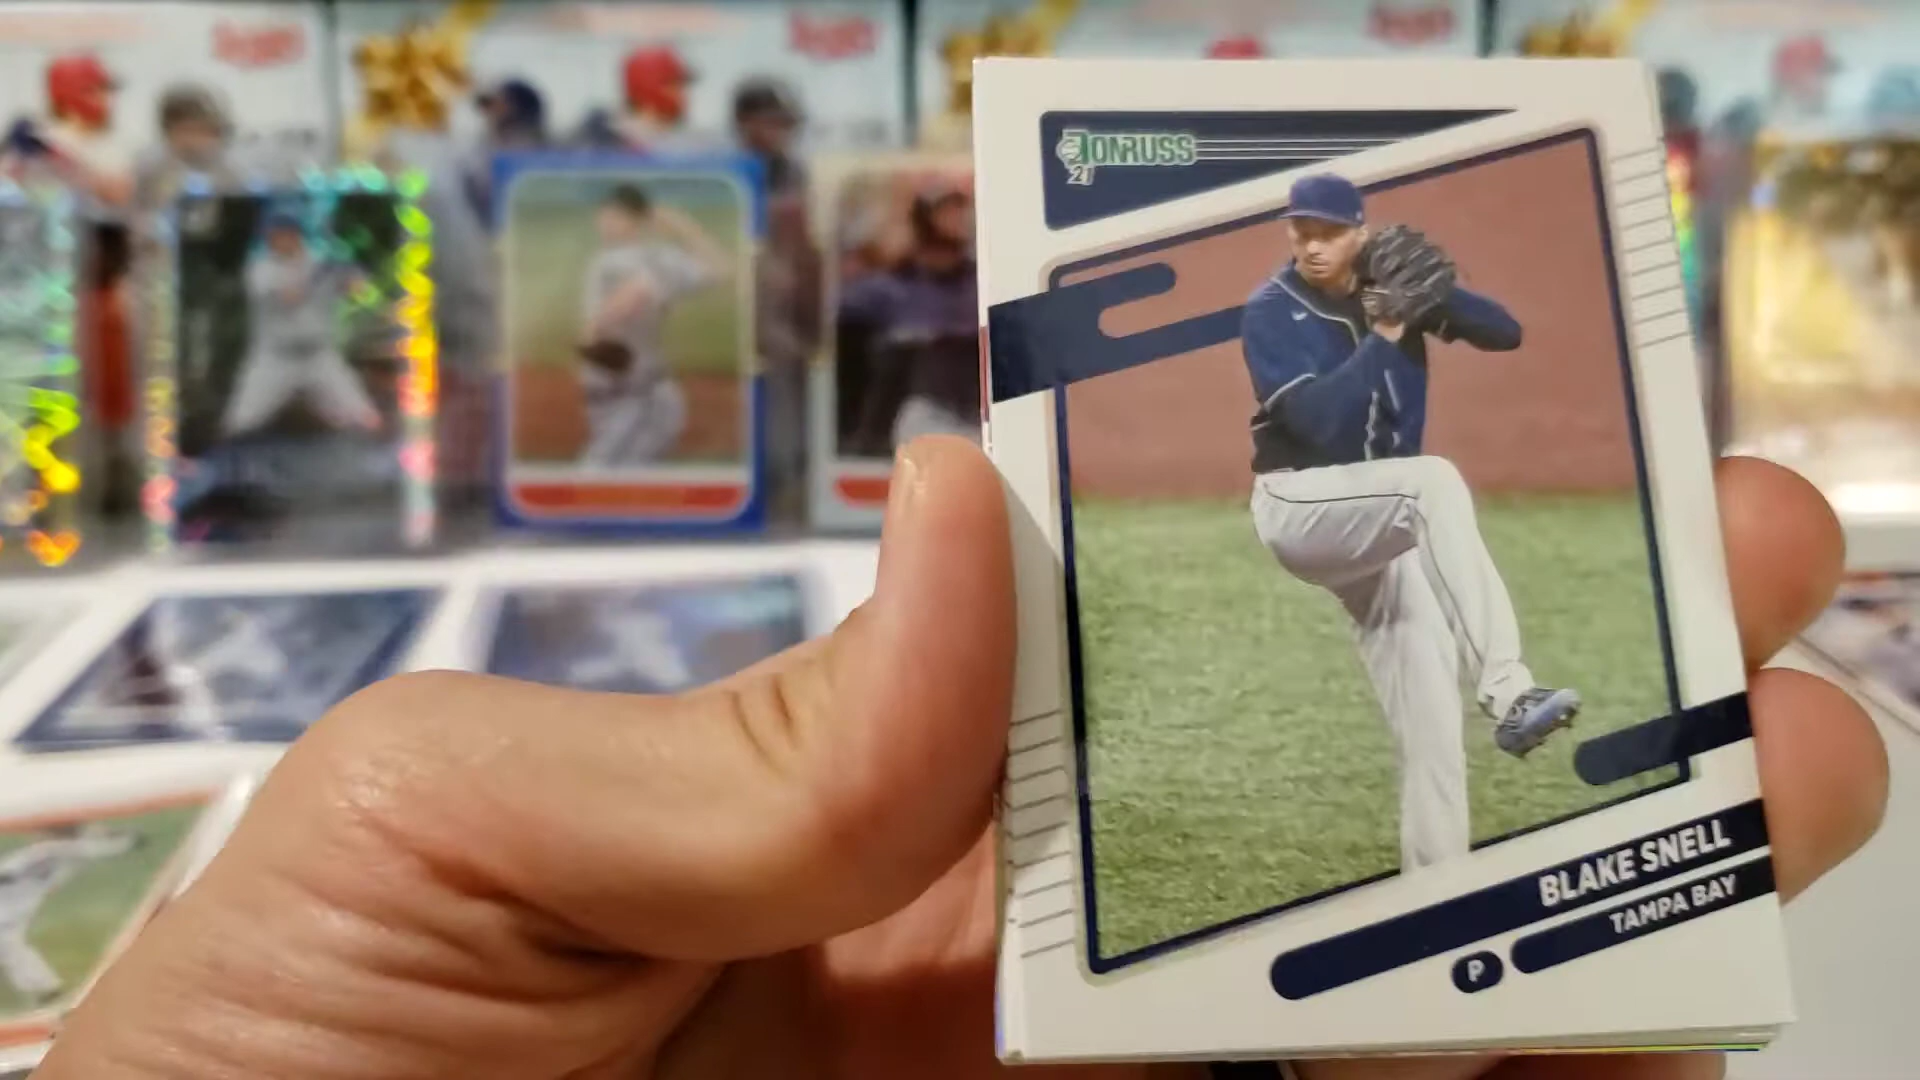 DONRUSS
21
BLAKE SNELL
TAMPA BAY
P